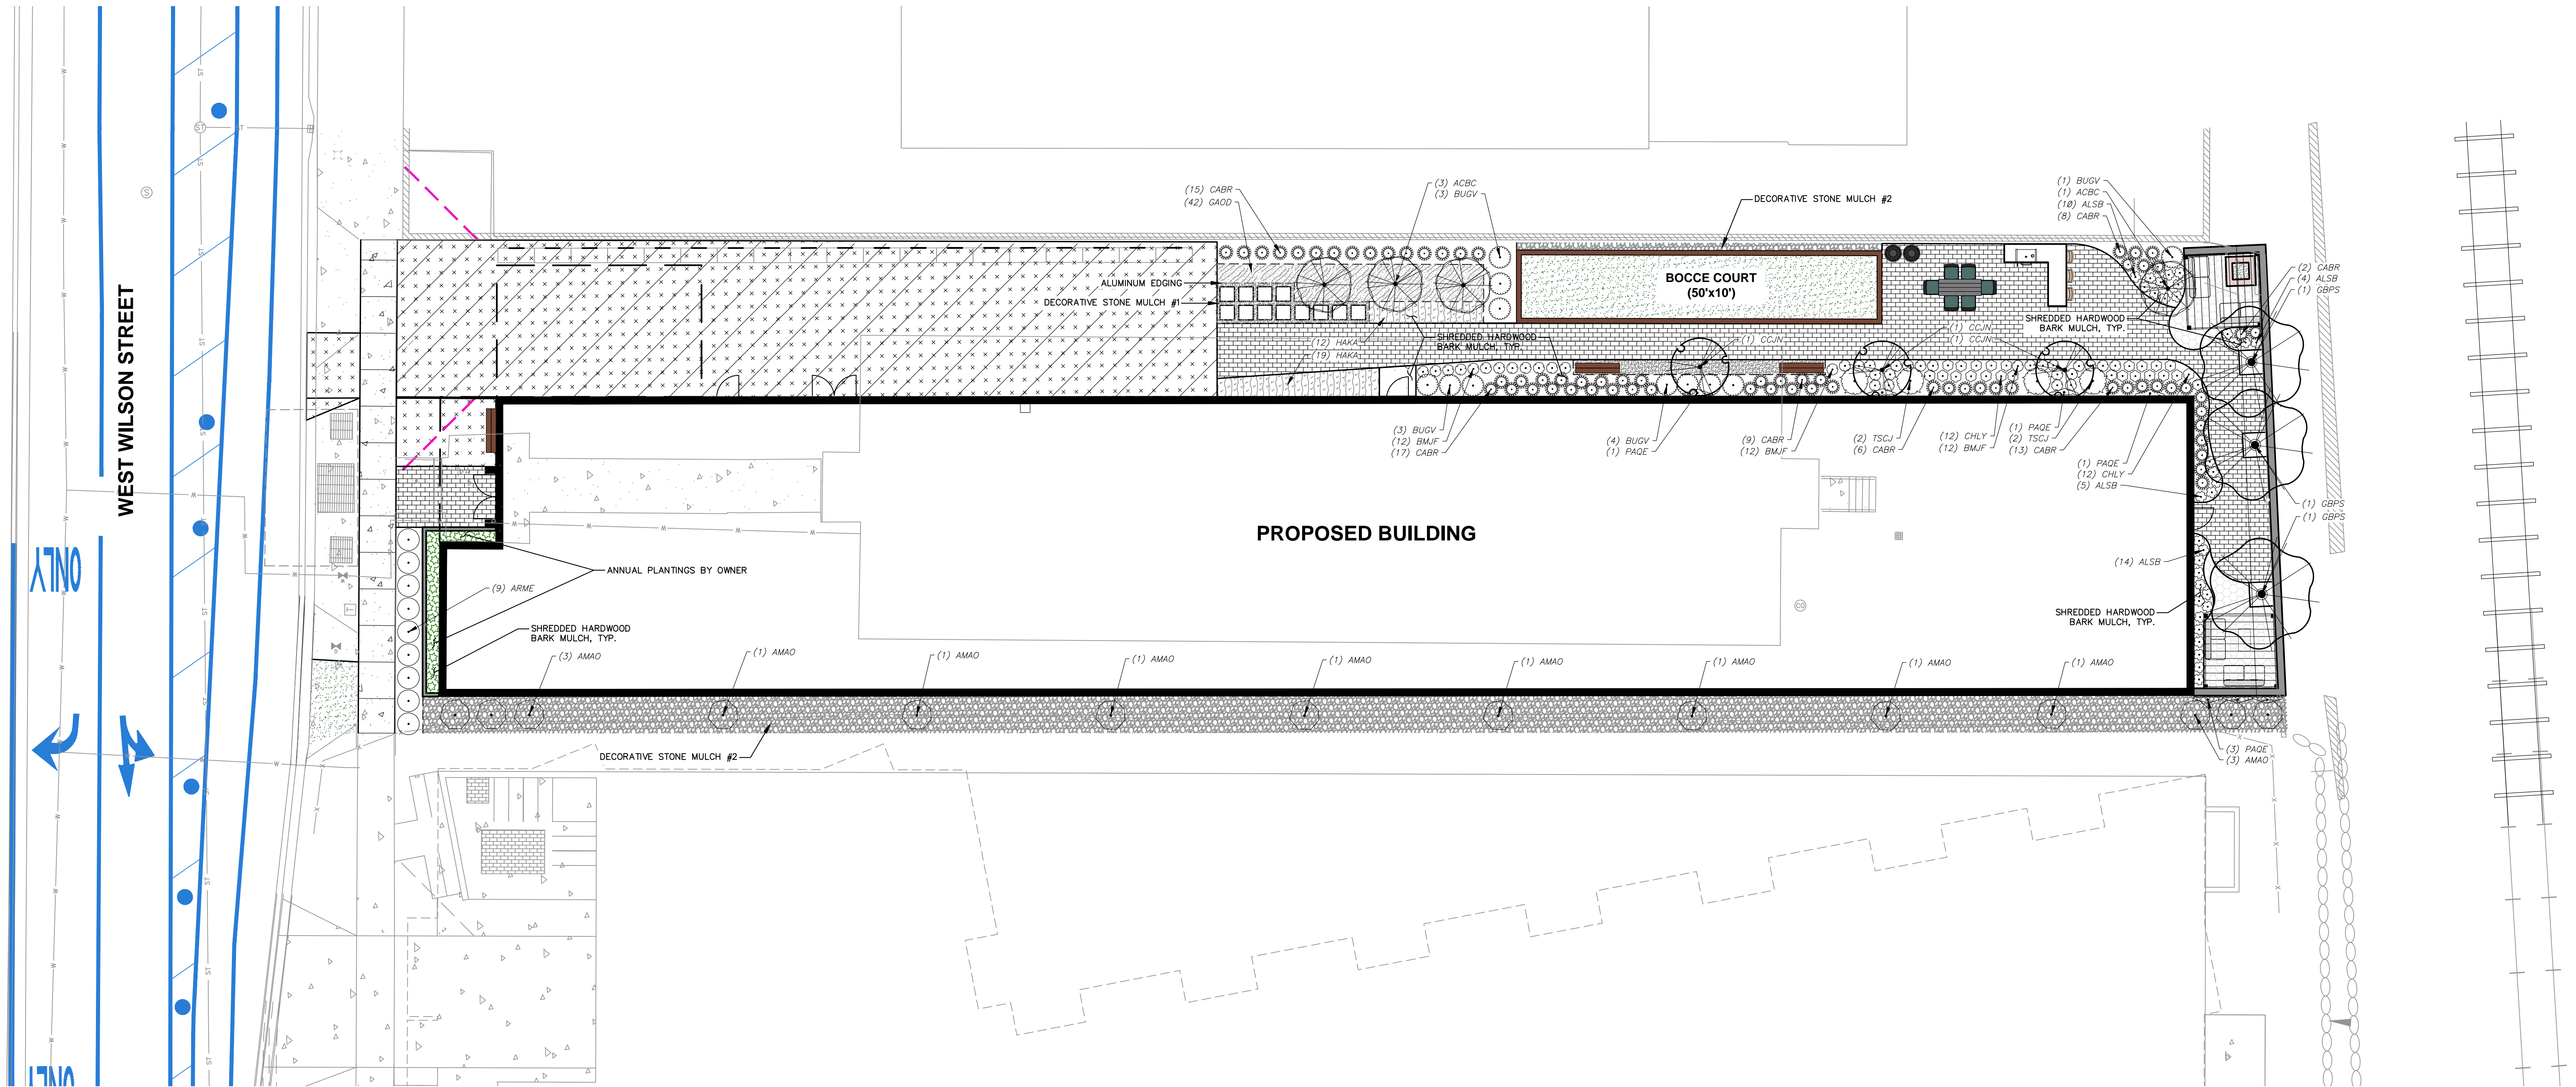 WEST WILSON STREET
ONLY
ONLY
W
ST
S
ST
(15) CABR
(42) GAOD
(3) ACBC
(3) BUGV
DECORATIVE STONE MULCH #2
(1) BUGV
(1) ACBC
(10) ALSB
(8) CABR
ALUMINUM EDGING
DECORATIVE STONE MULCH #1
BOCCE COURT
(50'x10')
(2) CABR
(4) ALSB
(1) GBPS
SHREDDED HARDWOOD
BARK MULCH, TYP.
(12) HAKA
(19) HAKA
SHREDDED HARDWOOD
BARK MULCH, TYP.
(1) CCJN
(1) CCJN
(1) CCJN
(3) BUGV
(12) BMJF
(17) CABR
(4) BUGV
(1) PAQE
(9) CABR
(12) BMJF
(2) TSCJ
(6) CABR
(12) CHLY
(12) BMJF
(1) PAQE
(2) TSCJ
(13) CABR
(1) PAQE
(12) CHLY
(5) ALSB
(1) GBPS
(1) GBPS
PROPOSED BUILDING
ANNUAL PLANTINGS BY OWNER
(9) ARME
(14) ALSB
SHREDDED HARDWOOD
BARK MULCH, TYP.
SHREDDED HARDWOOD
BARK MULCH, TYP.
CO
T
(3) AMAO
(1) AMAO
(1) AMAO
(1) AMAO
(1) AMAO
(1) AMAO
(1) AMAO
(1) AMAO
(1) AMAO
DECORATIVE STONE MULCH #2
(3) PAQE
(3) AMAO